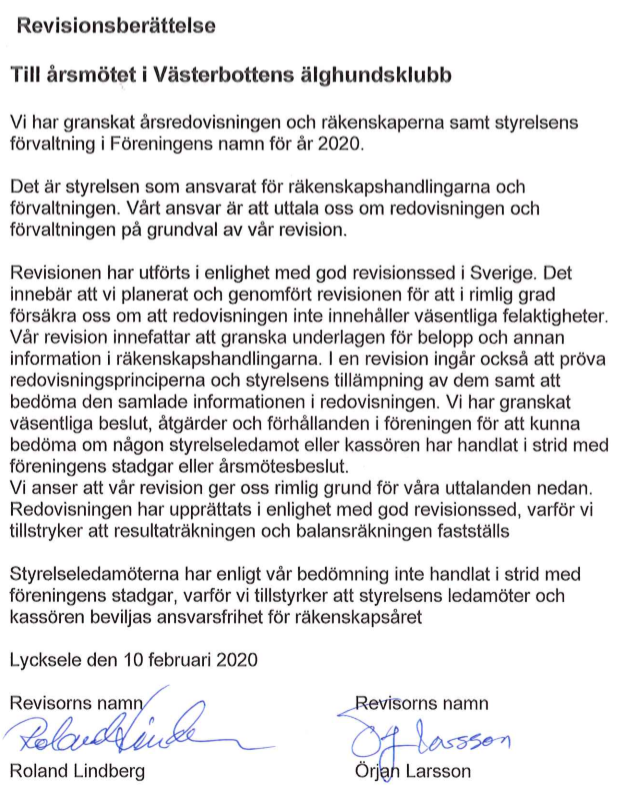 Revisionsberättelse
Till årsmötet i Västerbottens älghundsklubb
Vi har granskat årsredovisningen och räkenskaperna samt styrelsens
förvaltning i Föreningens namn för år 2020.
Det är styrelsen som ansvarat för räkenskapshandlingarna och
förvaltningen. Vårt ansvar är att uttala oss om redovisningen och
förvaltningen på grundval av vår revision.
Revisionen har utförts i enlighet med god revisionssed i Sverige. Det
innebär att vi planerat och genomfört revisionen för att i rimlig grad
försäkra oss om att redovisningen inte innehåller väsentliga felaktigheter.
Vår revision innefattar att granska underlagen för belopp och annan
information i räkenskapshandlingarna. I en revision ingår också att pröva
redovisningsprinciperna och styrelsens tillämpning av dem samt att
bedöma den samlade informationen i redovisningen. Vi har granskat
väsentliga beslut, åtgärder och förhållanden i föreningen för att kunna
bedöma om någon styrelseledamot eller kassören har handlat i strid med
föreningens stadgar eller årsmötesbeslut.
Vi anser att vår revision ger oss rimlig grund för våra uttalanden nedan.
Redovisningen har upprättats i enlighet med god revisionssed, varför vi
tillstryker att resultaträkningen och balansräkningen fastställs
Styrelseledamöterna har enligt vår bedömning inte handlat i strid med
föreningens stadgar, varför vi tillstyrker att styrelsens ledamöter och
kassören beviljas ansvarsfrihet för räkenskapsåret
Lycksele den 10 februari 2020
Revisorns namn Revisorns namn
Roland Larsson
Roland Lindberg Örjan Larsson